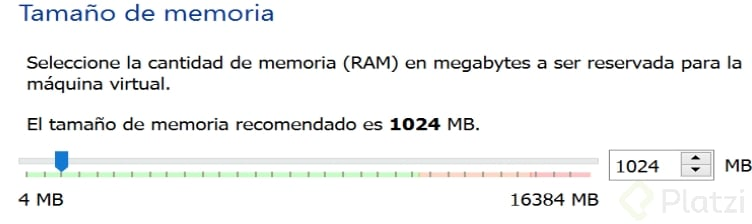 Tamaño de memoria
Seleccione la cantidad de memoria (RAM) en megabytes a ser reservada para la
máquina virtual.
El tamaño de memoria recomendado es 1024 MB.
1024 MB
4 MB 16384 MB
Platzi